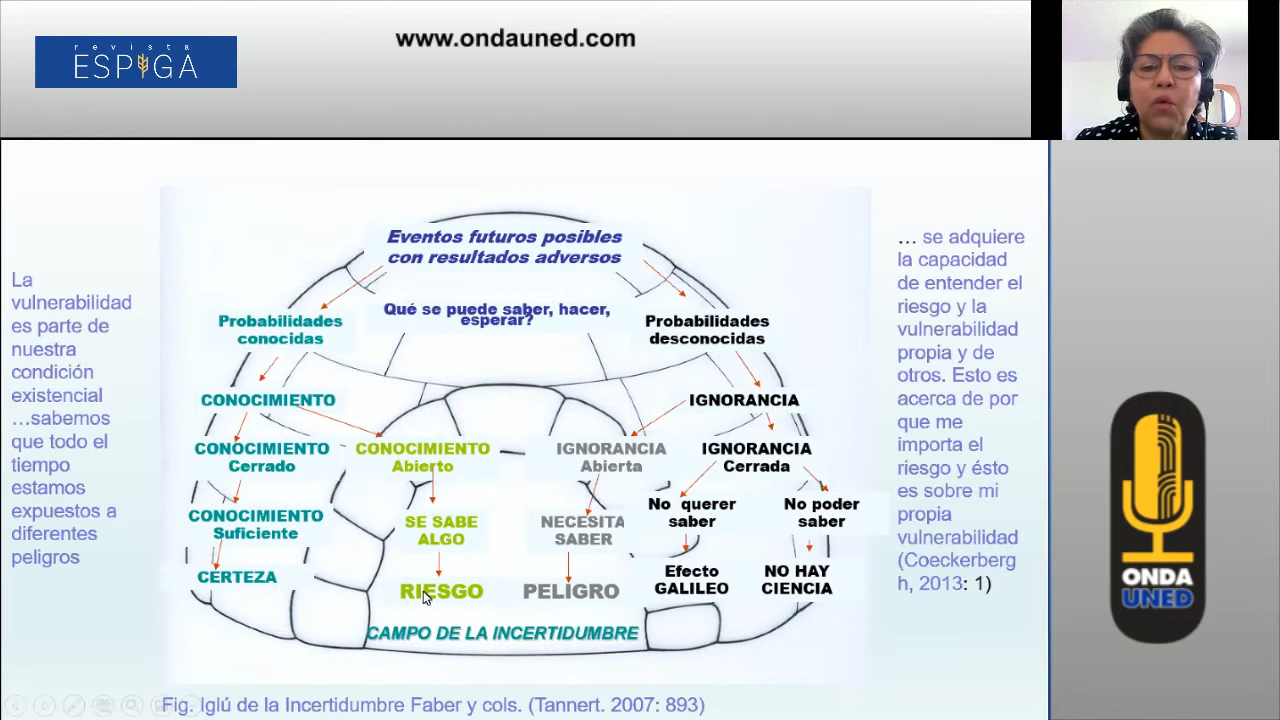 revista
ESPIGA
www.ondauned.com
La
vulnerabilidad
es parte de
nuestra
condición
existencial
...sabemos
que todo el
tiempo
estamos
expuestos a
diferentes
peligros
Eventos futuros posibles
con resultados adversos
Qué se puede saber, hacer,
esperar?
Probabilidades
conocidas
Probabilidades
desconocidas
CONOCIMIENTO
IGNORANCIA
CONOCIMIENTO
Cerrado
CONOCIMIENTO
Abierto
IGNORANCIA
Abierta
IGNORANCIA
Cerrada
CONOCIMIENTO
Suficiente
SE SABE
ALGO
NECESITA
SABER
No querer
saber
No poder
saber
CERTEZA
RIESGO
PELIGRO
Efecto
GALILEO
NO HAY
CIENCIA
CAMPO DE LA INCERTIDUMBRE
Fig. Iglú de la Incertidumbre Faber y cols. (Tannert. 2007: 893)
... se adquiere
la capacidad
de entender el
riesgo y la
vulnerabilidad
propia y de
otros. Esto es
acerca de por
que me
importa el
riesgo y ésto
es sobre mi
propia
vulnerabilidad
(Coeckerberg
h, 2013: 1)
ONDA
UNED